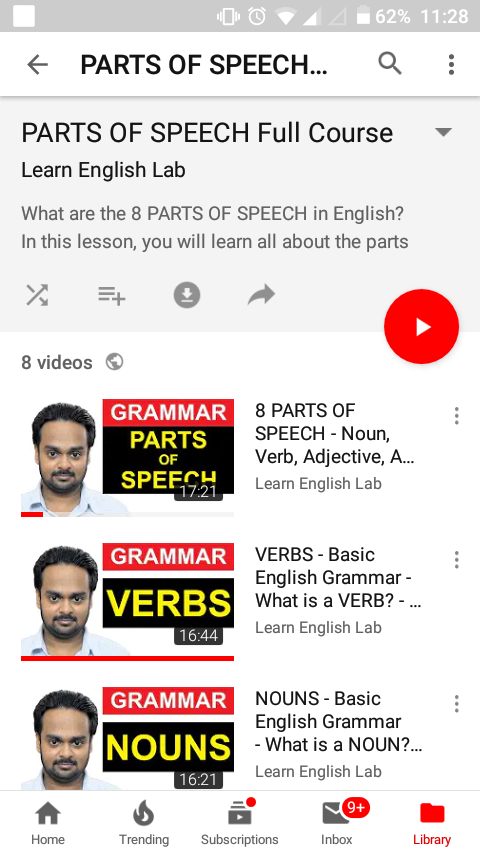 62% 11:28
PARTS OF SPEECH...
PARTS OF SPEECH Full Course
Learn English Lab
What are the 8 PARTS OF SPEECH in English?
In this lesson, you will learn all about the parts
8 videos
GRAMMAR
PARTS
OF
SPEECH
17:21
8 PARTS OF
SPEECH - Noun,
Verb, Adjective, A...
Learn English Lab
GRAMMAR
VERBS
16:44
VERBS - Basic
English Grammar -
What is a VERB? - ...
Learn English Lab
GRAMMAR
NOUNS
16:21
NOUNS - Basic
English Grammar
- What is a NOUN?...
Learn English Lab
9+
Home Trending Subscriptions Inbox Library